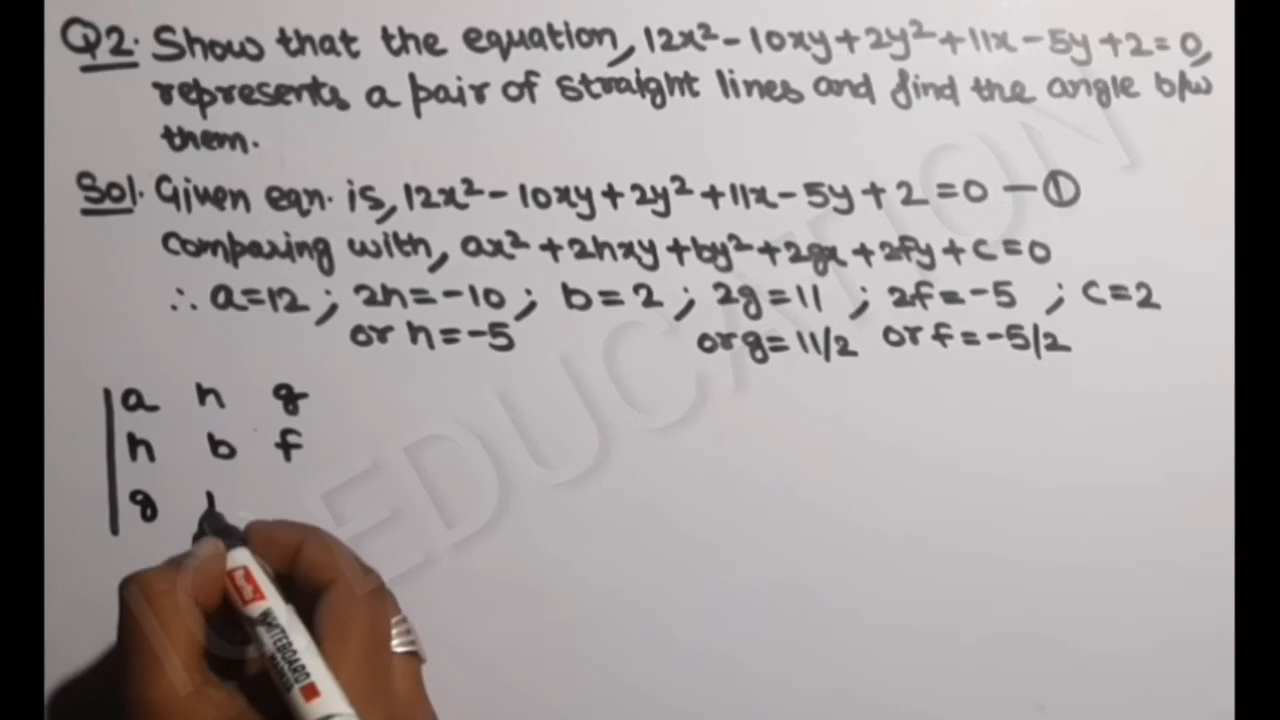 Q2. Show that the equation, 12x² - 10xy + 2y² + 11x - 5y + 2 = 0,
represents a pair of straight lines and find the angle b/w
them.
Sol. Given eqn. is, 12x² - 10xy + 2y² + 11x - 5y + 2 = 0 — ①
Comparing with, ax² + 2hxy + by² + 2gx + 2fy + c = 0
∴ a = 12 ; 2h = -10 ; b = 2 ; 2g = 11 ; 2f = -5 ; c = 2
or h = -5 or g = 11/2 or f = -5/2
a h g
h b f
g
EDUCATION
WHITEBOARD